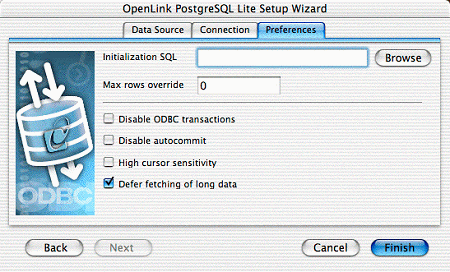 OpenLink PostgreSQL Lite Setup Wizard
Data Source Connection Preferences
Initialization SQL Browse
Max rows override 0
Disable ODBC transactions
Disable autocommit
High cursor sensitivity
Defer fetching of long data
ODBC
Back Next Cancel Finish